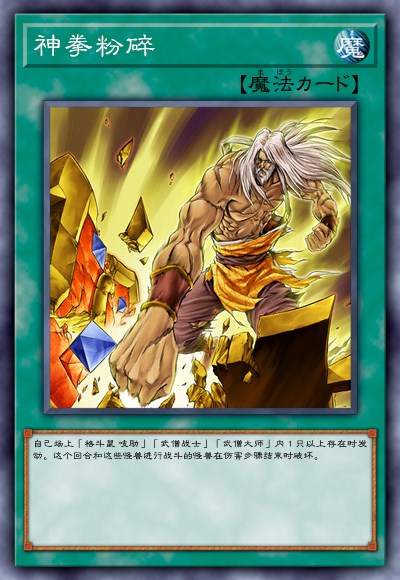 神拳粉碎
魔
【魔法カード】
ま ほう
自己场上「格斗鼠 吱助」「武僧战士」「武僧大师」内1只以上存在时发
动。这个回合和这些怪兽进行战斗的怪兽在伤害步骤结束时破坏。